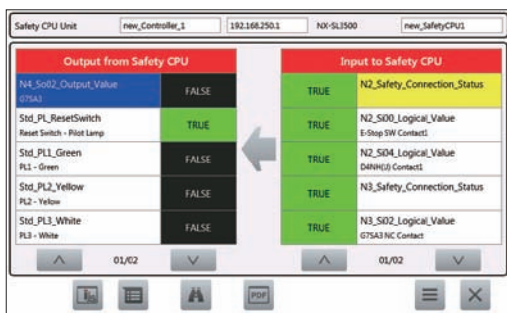 Safety CPU Unit new_Controller_1 192.168.250.1 NX-SL3500 new_SafetyCPU1
Output from Safety CPU
N4_So02_Output_Value FALSE
G7SA3
Std_PL_ResetSwitch TRUE
Reset Switch - Pilot Lamp
Std_PL1_Green FALSE
PL1 - Green
Std_PL2_Yellow FALSE
PL2 - Yellow
Std_PL3_White FALSE
PL3 - White
01/02
Input to Safety CPU
TRUE N2_Safety_Connection_Status
TRUE N2_Si00_Logical_Value
E-Stop SW Contact1
TRUE N2_Si04_Logical_Value
D4NH(J) Contact1
TRUE N3_Safety_Connection_Status
TRUE N3_Si02_Logical_Value
G7SA3 NC Contact
01/02
PDF